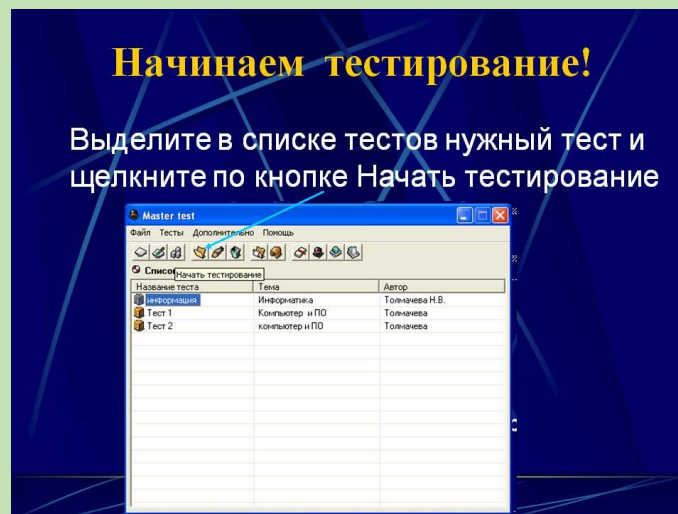 Начинаем тестирование!
Выделите в списке тестов нужный тест и
щелкните по кнопке Начать тестирование
Master test
Файл Тесты Дополнительно Помощь
Начать тестирование
Название теста Тема Автор
информация Информатика Толмачева Н.В.
Тест 1 Компьютер и ПО Толмачева
Тест 2 компьютер и ПО Толмачева